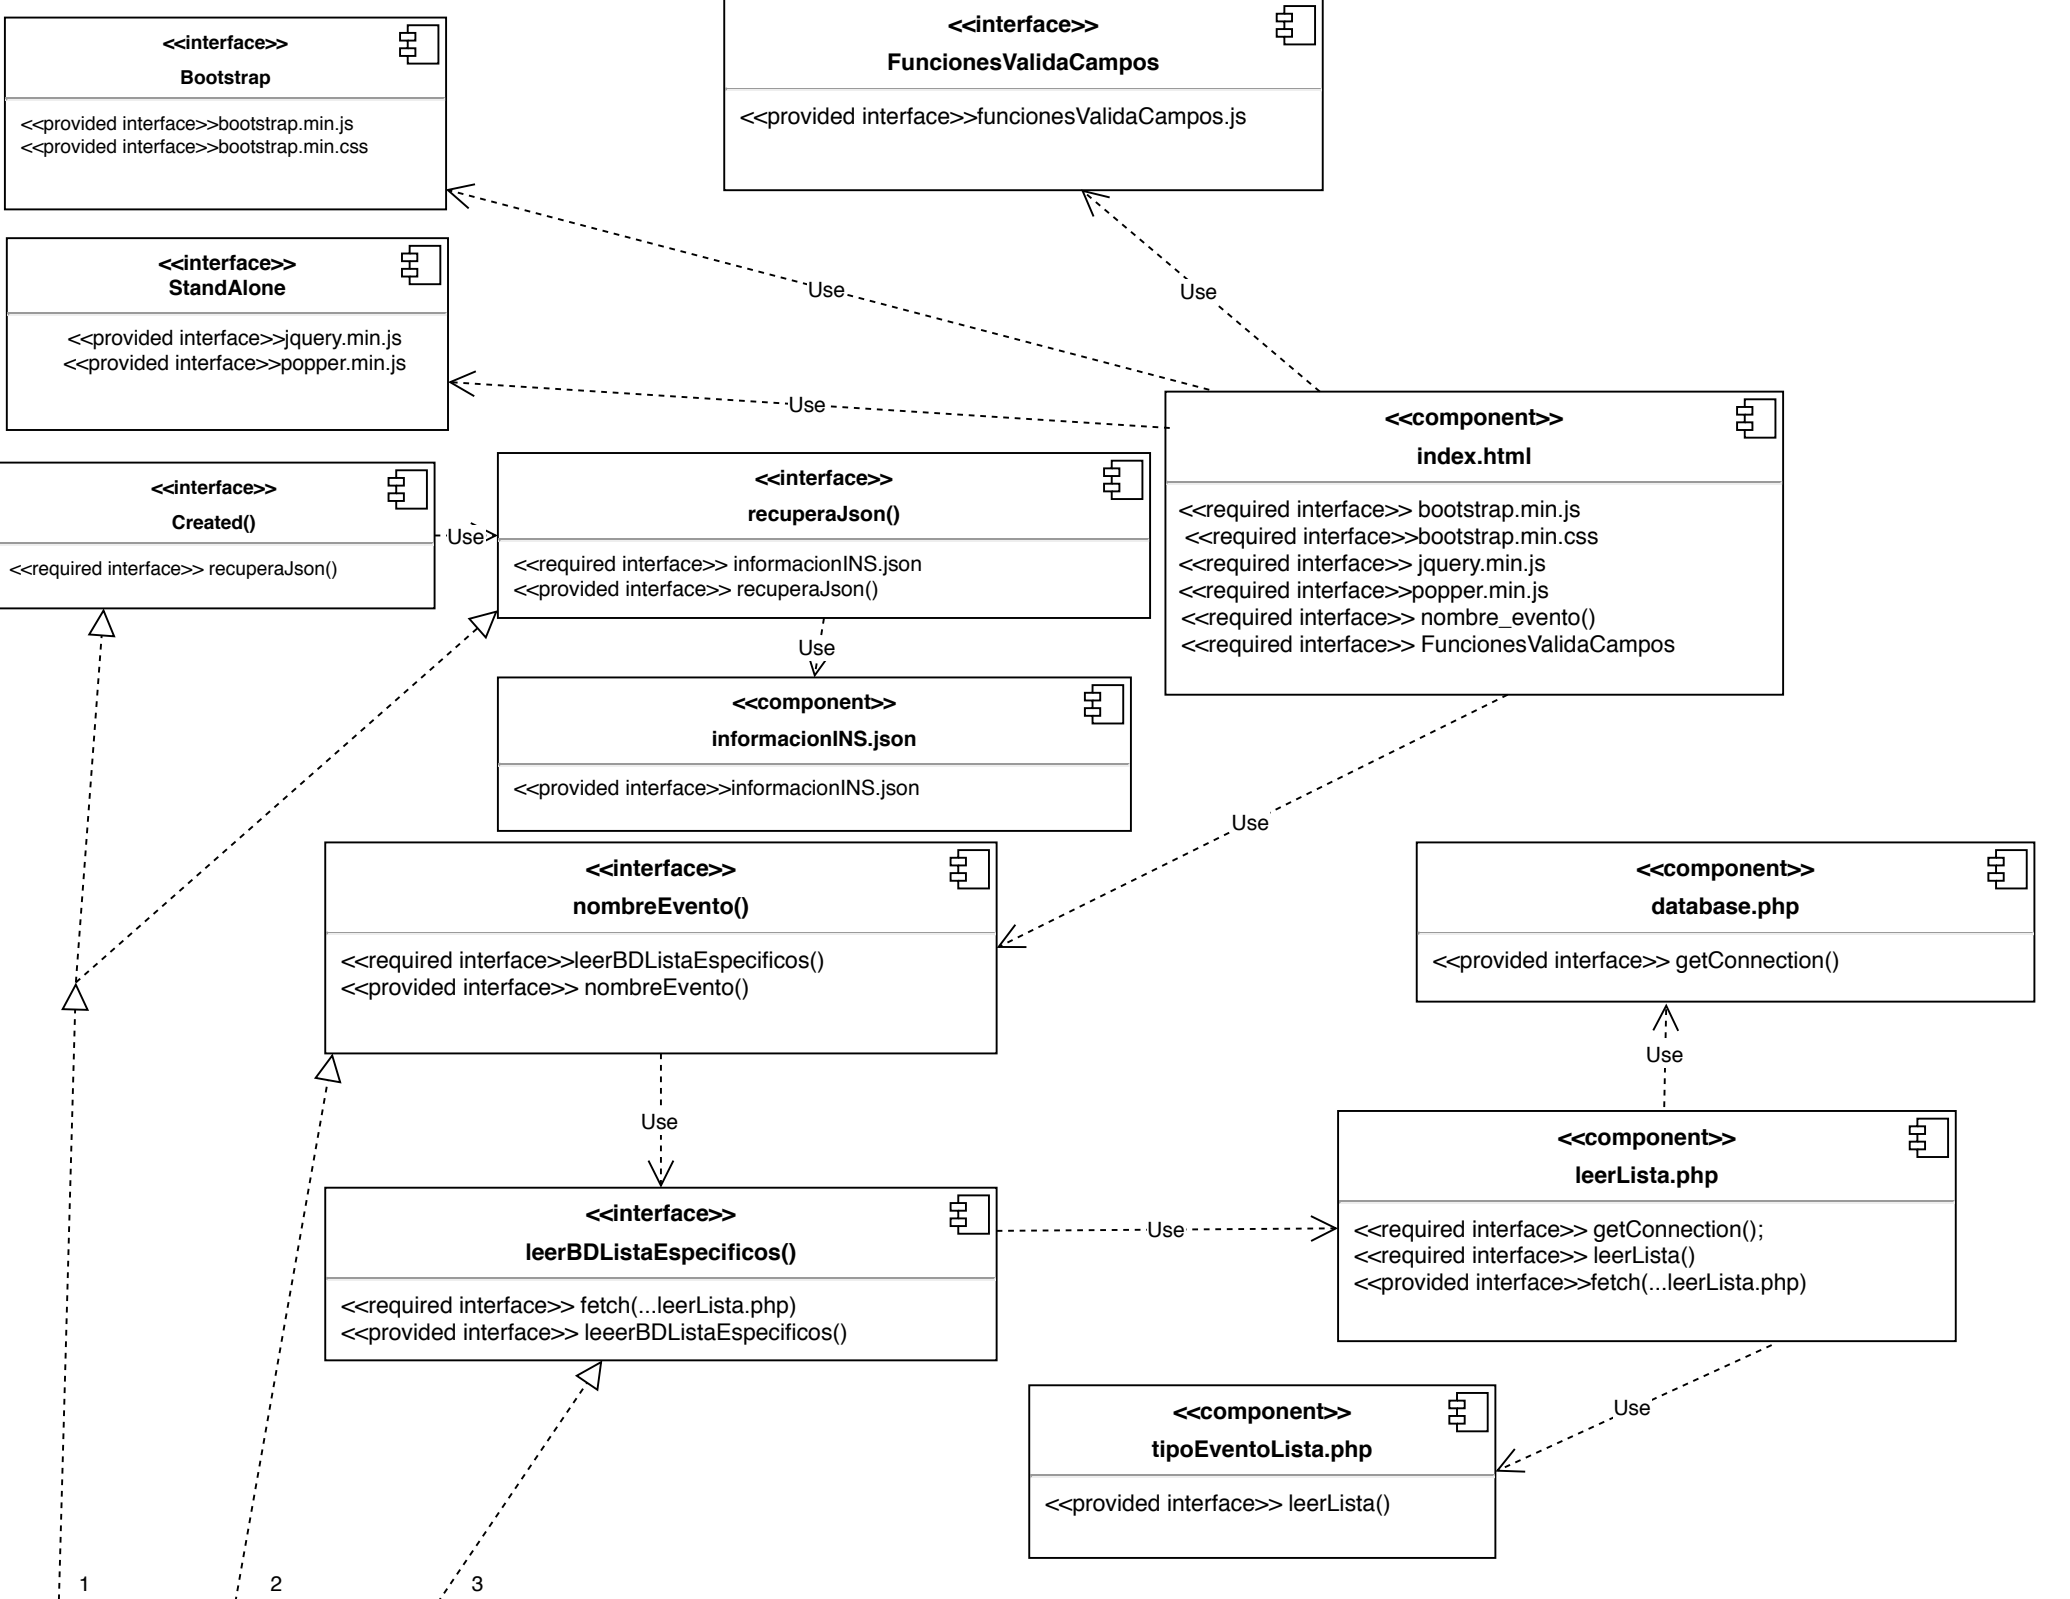 <<interface>>
Bootstrap
<<provided interface>>bootstrap.min.js
<<provided interface>>bootstrap.min.css
<<interface>>
FuncionesValidaCampos
<<provided interface>>funcionesValidaCampos.js
<<interface>>
StandAlone
<<provided interface>>jquery.min.js
<<provided interface>>popper.min.js
Use
Use
Use
<<component>>
index.html
<<required interface>> bootstrap.min.js
<<required interface>>bootstrap.min.css
<<required interface>> jquery.min.js
<<required interface>>popper.min.js
<<required interface>> nombre_evento()
<<required interface>> FuncionesValidaCampos
<<interface>>
Created()
<<required interface>> recuperaJson()
Use
<<interface>>
recuperaJson()
<<required interface>> informacionINS.json
<<provided interface>> recuperaJson()
Use
<<component>>
informacionINS.json
<<provided interface>>informacionINS.json
Use
<<interface>>
nombreEvento()
<<required interface>>leerBDListaEspecificos()
<<provided interface>> nombreEvento()
<<component>>
database.php
<<provided interface>> getConnection()
Use
Use
<<interface>>
leerBDListaEspecificos()
<<required interface>> fetch(...leerLista.php)
<<provided interface>> leeerBDListaEspecificos()
Use
<<component>>
leerLista.php
<<required interface>> getConnection();
<<required interface>> leerLista()
<<provided interface>>fetch(...leerLista.php)
Use
<<component>>
tipoEventoLista.php
<<provided interface>> leerLista()
1
2
3